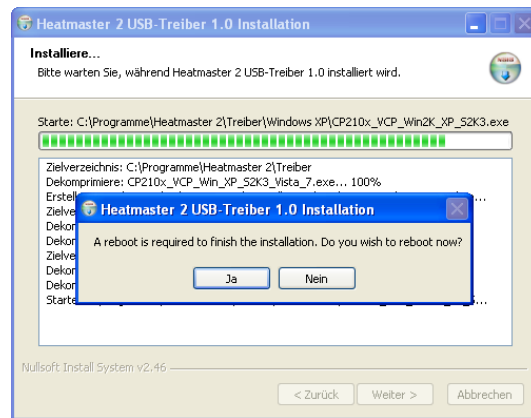 Heatmaster 2 USB-Treiber 1.0 Installation
Installiere...
Bitte warten Sie, während Heatmaster 2 USB-Treiber 1.0 installiert wird.
Starte: C:\Programme\Heatmaster 2\Treiber\Windows XP\CP210x_VCP_Win2K_XP_S2K3.exe
Zielverzeichnis: C:\Programme\Heatmaster 2\Treiber
Dekomprimiere: CP210x_VCP_Win_XP_S2K3_Vista_7.exe... 100%
Heatmaster 2 USB-Treiber 1.0 Installation
A reboot is required to finish the installation. Do you wish to reboot now?
Ja Nein
Starte
Nullsoft Install System v2.46
< Zurück Weiter > Abbrechen